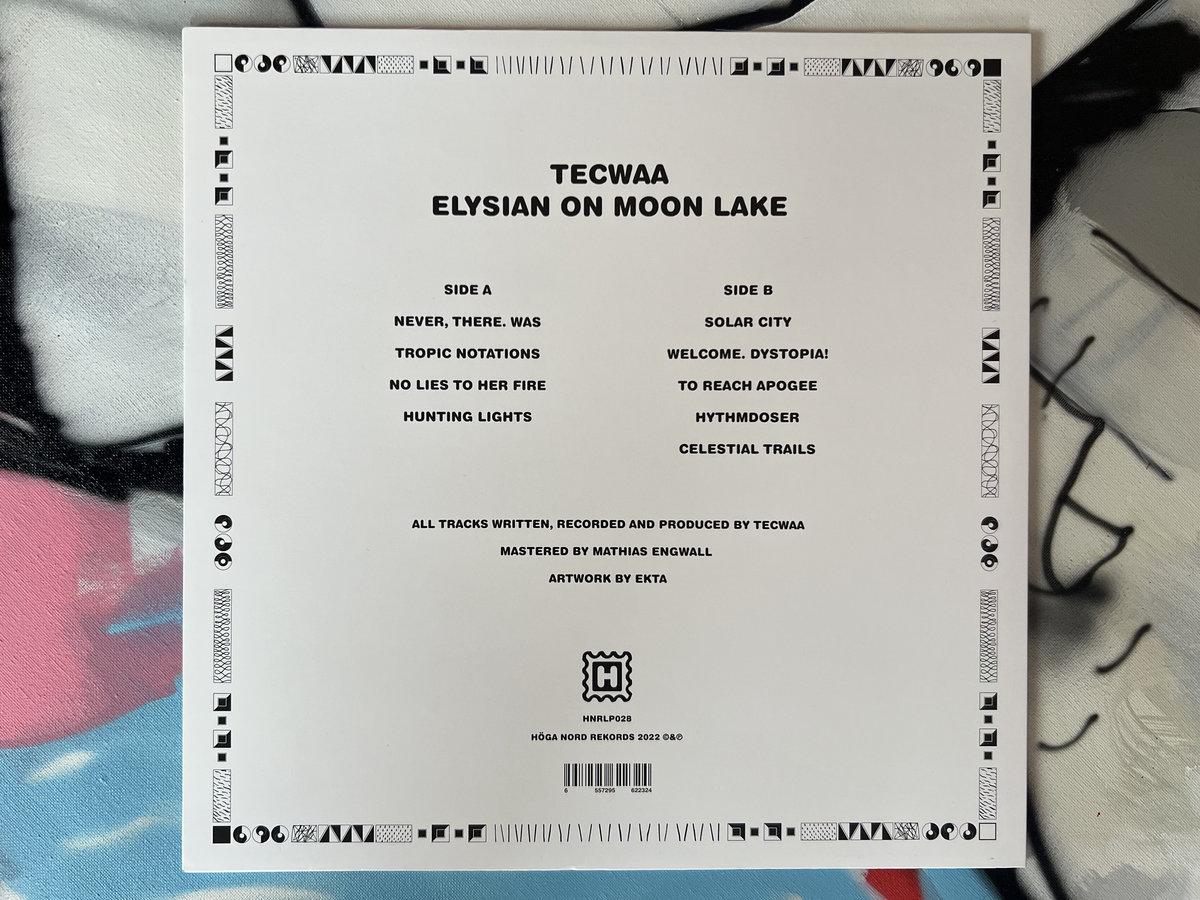 TECWAA
ELYSIAN ON MOON LAKE
SIDE A
NEVER, THERE. WAS
TROPIC NOTATIONS
NO LIES TO HER FIRE
HUNTING LIGHTS
SIDE B
SOLAR CITY
WELCOME. DYSTOPIA!
TO REACH APOGEE
HYTHMDOSER
CELESTIAL TRAILS
ALL TRACKS WRITTEN, RECORDED AND PRODUCED BY TECWAA
MASTERED BY MATHIAS ENGWALL
ARTWORK BY EKTA
H
HNRLP028
HÖGA NORD REKORDS 2022 ©&℗
6 557295 622324